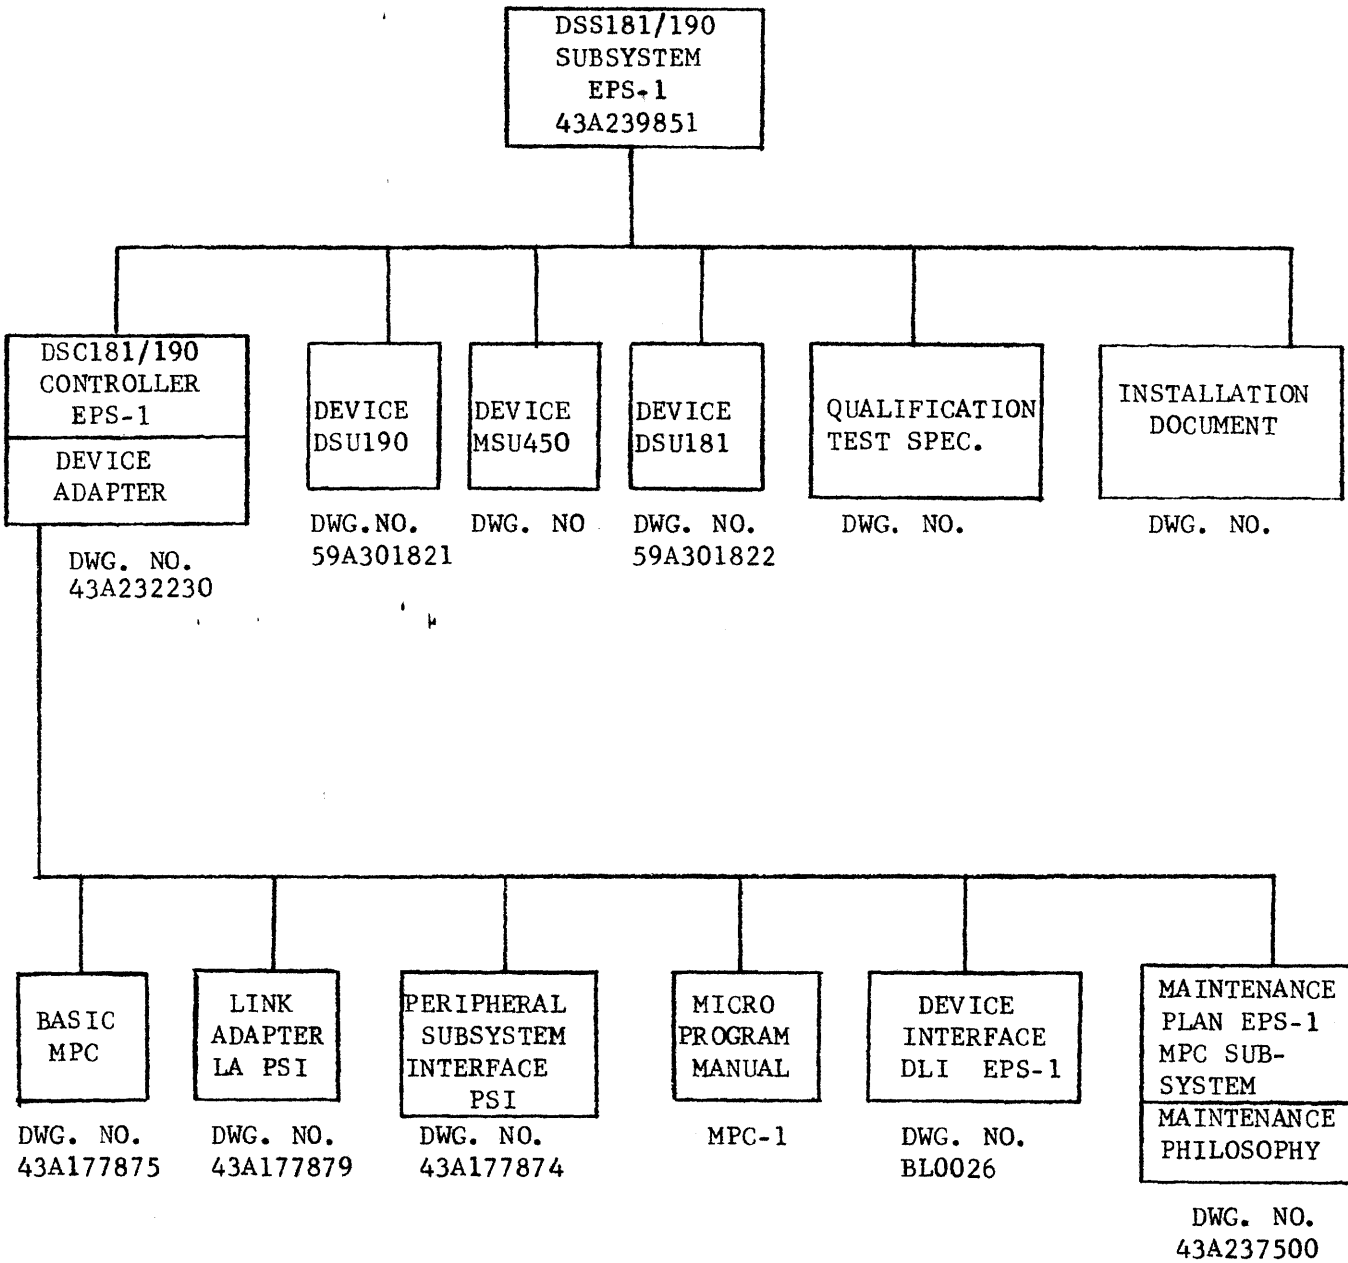 DSS181/190
SUBSYSTEM
EPS-1
43A239851
DSC181/190
CONTROLLER
EPS-1
DEVICE
ADAPTER
DWG. NO.
43A232230
DEVICE
DSU190
DWG.NO.
59A301821
DEVICE
MSU450
DWG. NO
DEVICE
DSU181
DWG. NO.
59A301822
QUALIFICATION
TEST SPEC.
DWG. NO.
INSTALLATION
DOCUMENT
DWG. NO.
BASIC
MPC
DWG. NO.
43A177875
LINK
ADAPTER
LA PSI
DWG. NO.
43A177879
PERIPHERAL
SUBSYSTEM
INTERFACE
PSI
DWG. NO.
43A177874
MICRO
PROGRAM
MANUAL
MPC-1
DEVICE
INTERFACE
DLI EPS-1
DWG. NO.
BL0026
MAINTENANCE
PLAN EPS-1
MPC SUB-
SYSTEM
MAINTENANCE
PHILOSOPHY
DWG. NO.
43A237500